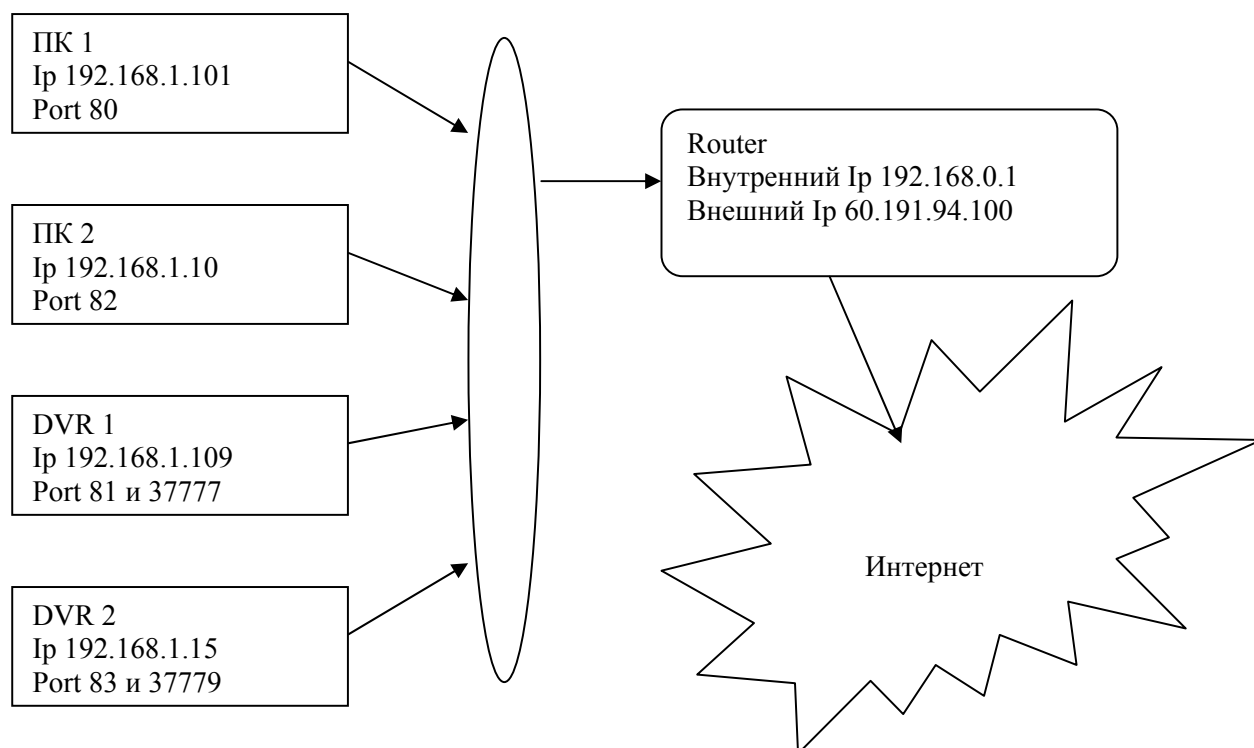 ПК 1
Ip 192.168.1.101
Port 80
ПК 2
Ip 192.168.1.10
Port 82
DVR 1
Ip 192.168.1.109
Port 81 и 37777
DVR 2
Ip 192.168.1.15
Port 83 и 37779
Router
Внутренний Ip 192.168.0.1
Внешний Ip 60.191.94.100
Интернет